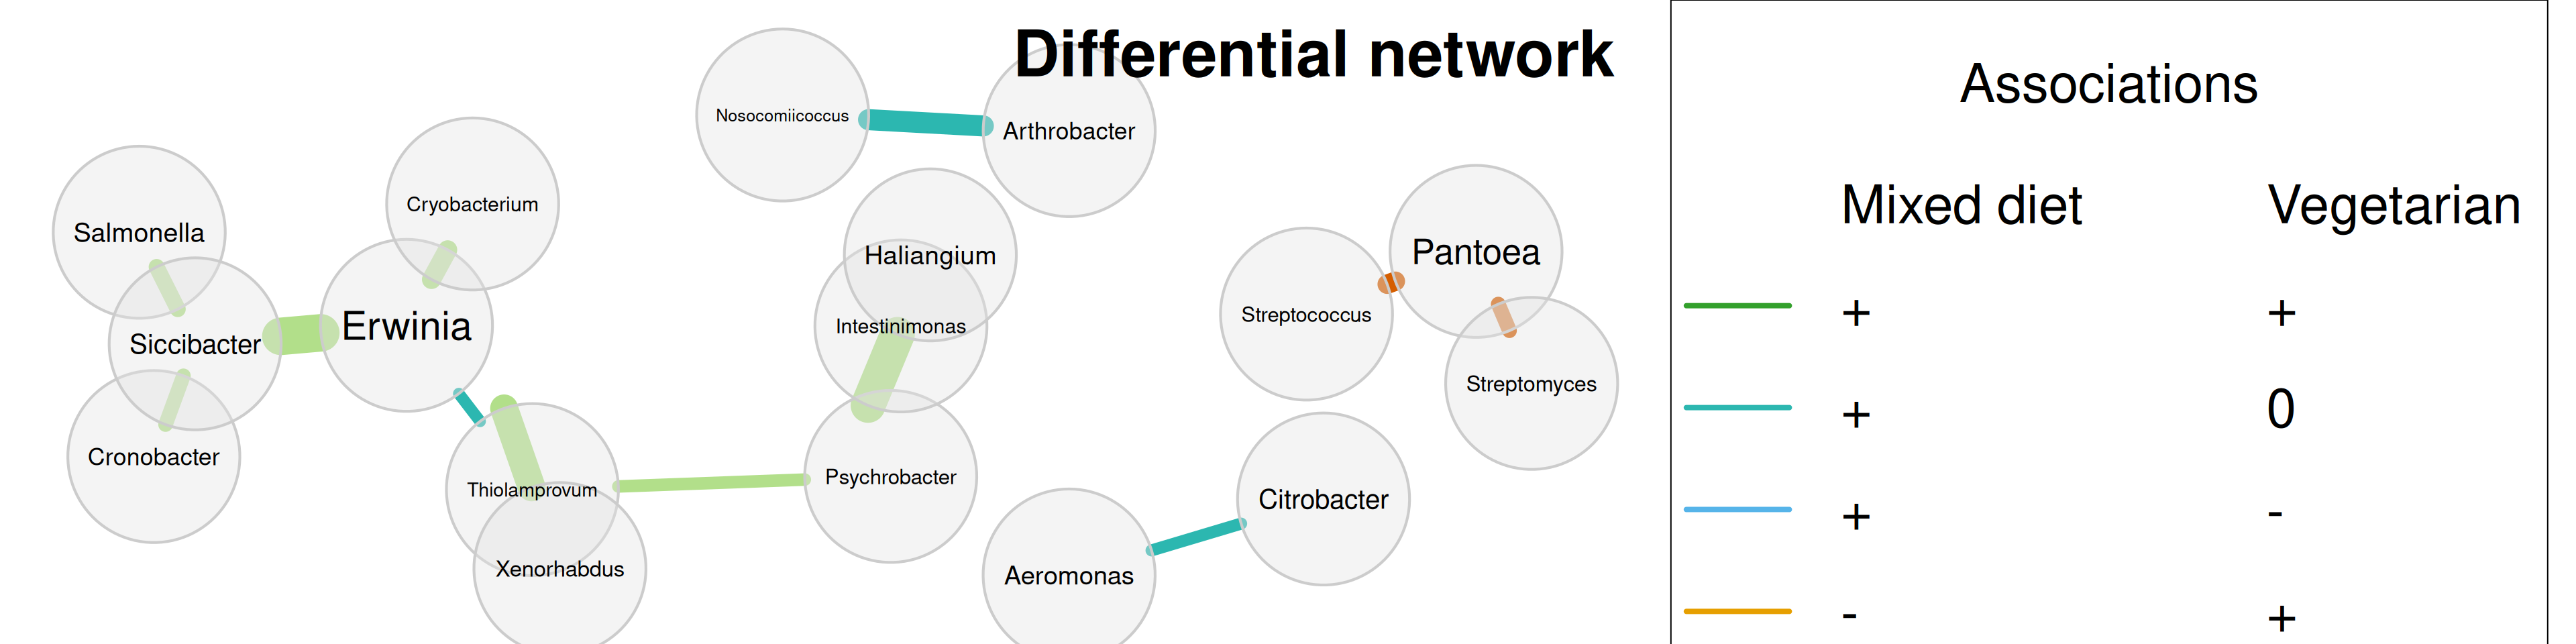 Differential network
Nosocomiicoccus
Arthrobacter
Cryobacterium
Salmonella
Haliangium
Pantoea
Streptococcus
Intestinimonas
Erwinia
Siccibacter
Streptomyces
Cronobacter
Psychrobacter
Thiolamprovum
Citrobacter
Xenorhabdus
Aeromonas
Associations
Mixed diet Vegetarian
+ +
+ 0
+ -
- +